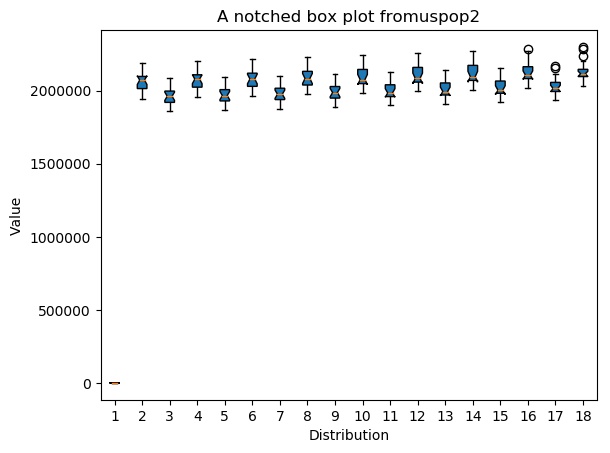 A notched box plot fromuspop2
Value
2000000
1500000
1000000
500000
0
1 2 3 4 5 6 7 8 9 10 11 12 13 14 15 16 17 18
Distribution